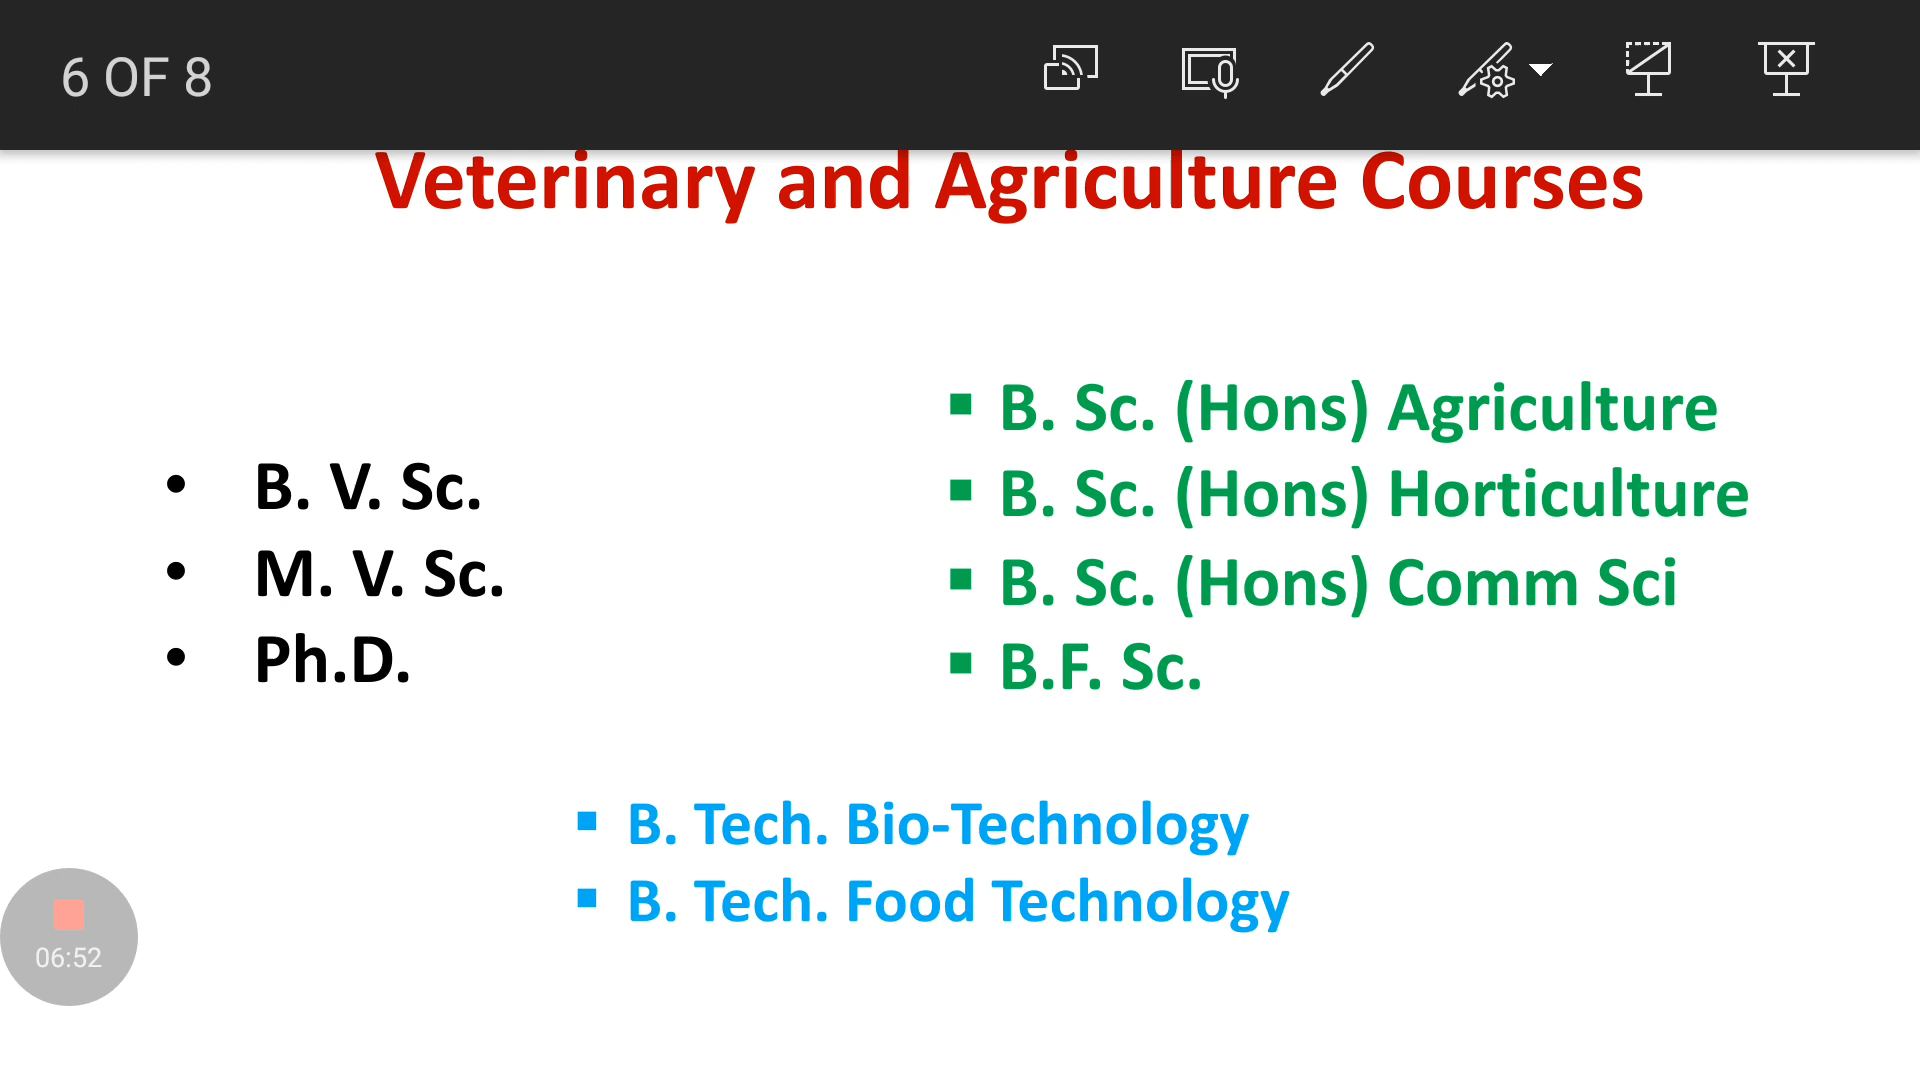 6 OF 8
Veterinary and Agriculture Courses
• B. V. Sc.
• M. V. Sc.
• Ph.D.
▪ B. Sc. (Hons) Agriculture
▪ B. Sc. (Hons) Horticulture
▪ B. Sc. (Hons) Comm Sci
▪ B.F. Sc.
▪ B. Tech. Bio-Technology
▪ B. Tech. Food Technology
06:52